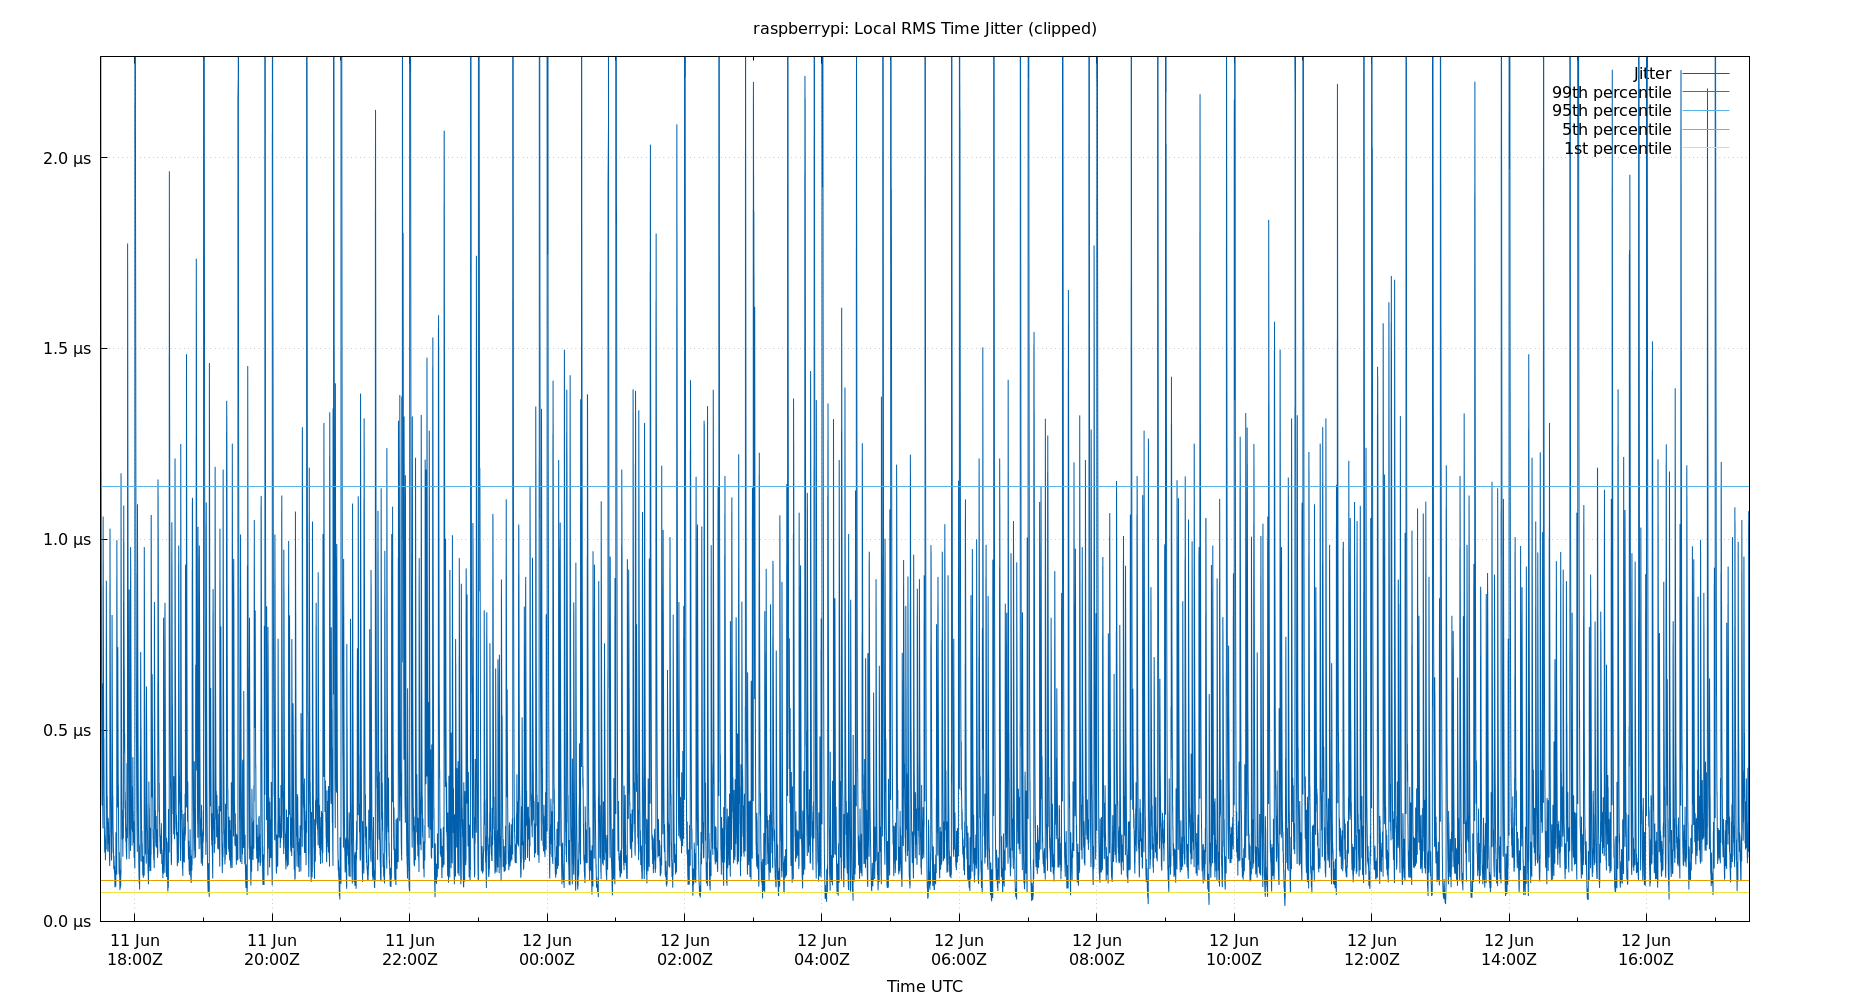 raspberrypi: Local RMS Time Jitter (clipped)
Jitter
99th percentile
95th percentile
5th percentile
1st percentile
2.0 µs
1.5 µs
1.0 µs
0.5 µs
0.0 µs
11 Jun 11 Jun 11 Jun 12 Jun 12 Jun 12 Jun 12 Jun 12 Jun 12 Jun 12 Jun 12 Jun 12 Jun
18:00Z 20:00Z 22:00Z 00:00Z 02:00Z 04:00Z 06:00Z 08:00Z 10:00Z 12:00Z 14:00Z 16:00Z
Time UTC